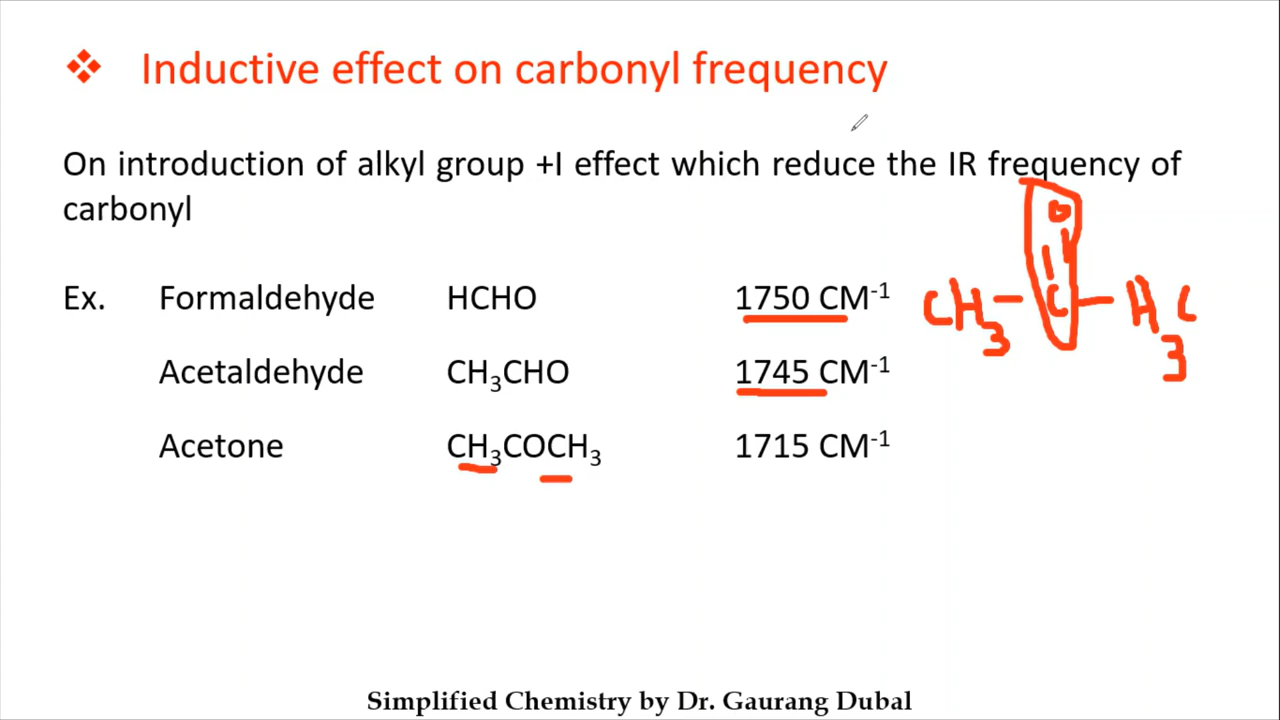 ❖ Inductive effect on carbonyl frequency
On introduction of alkyl group +I effect which reduce the IR frequency of
carbonyl
Ex. Formaldehyde HCHO 1750 CM⁻¹
Acetaldehyde CH₃CHO 1745 CM⁻¹
Acetone CH₃COCH₃ 1715 CM⁻¹
O
CH₃ – C – H₃C
Simplified Chemistry by Dr. Gaurang Dubal